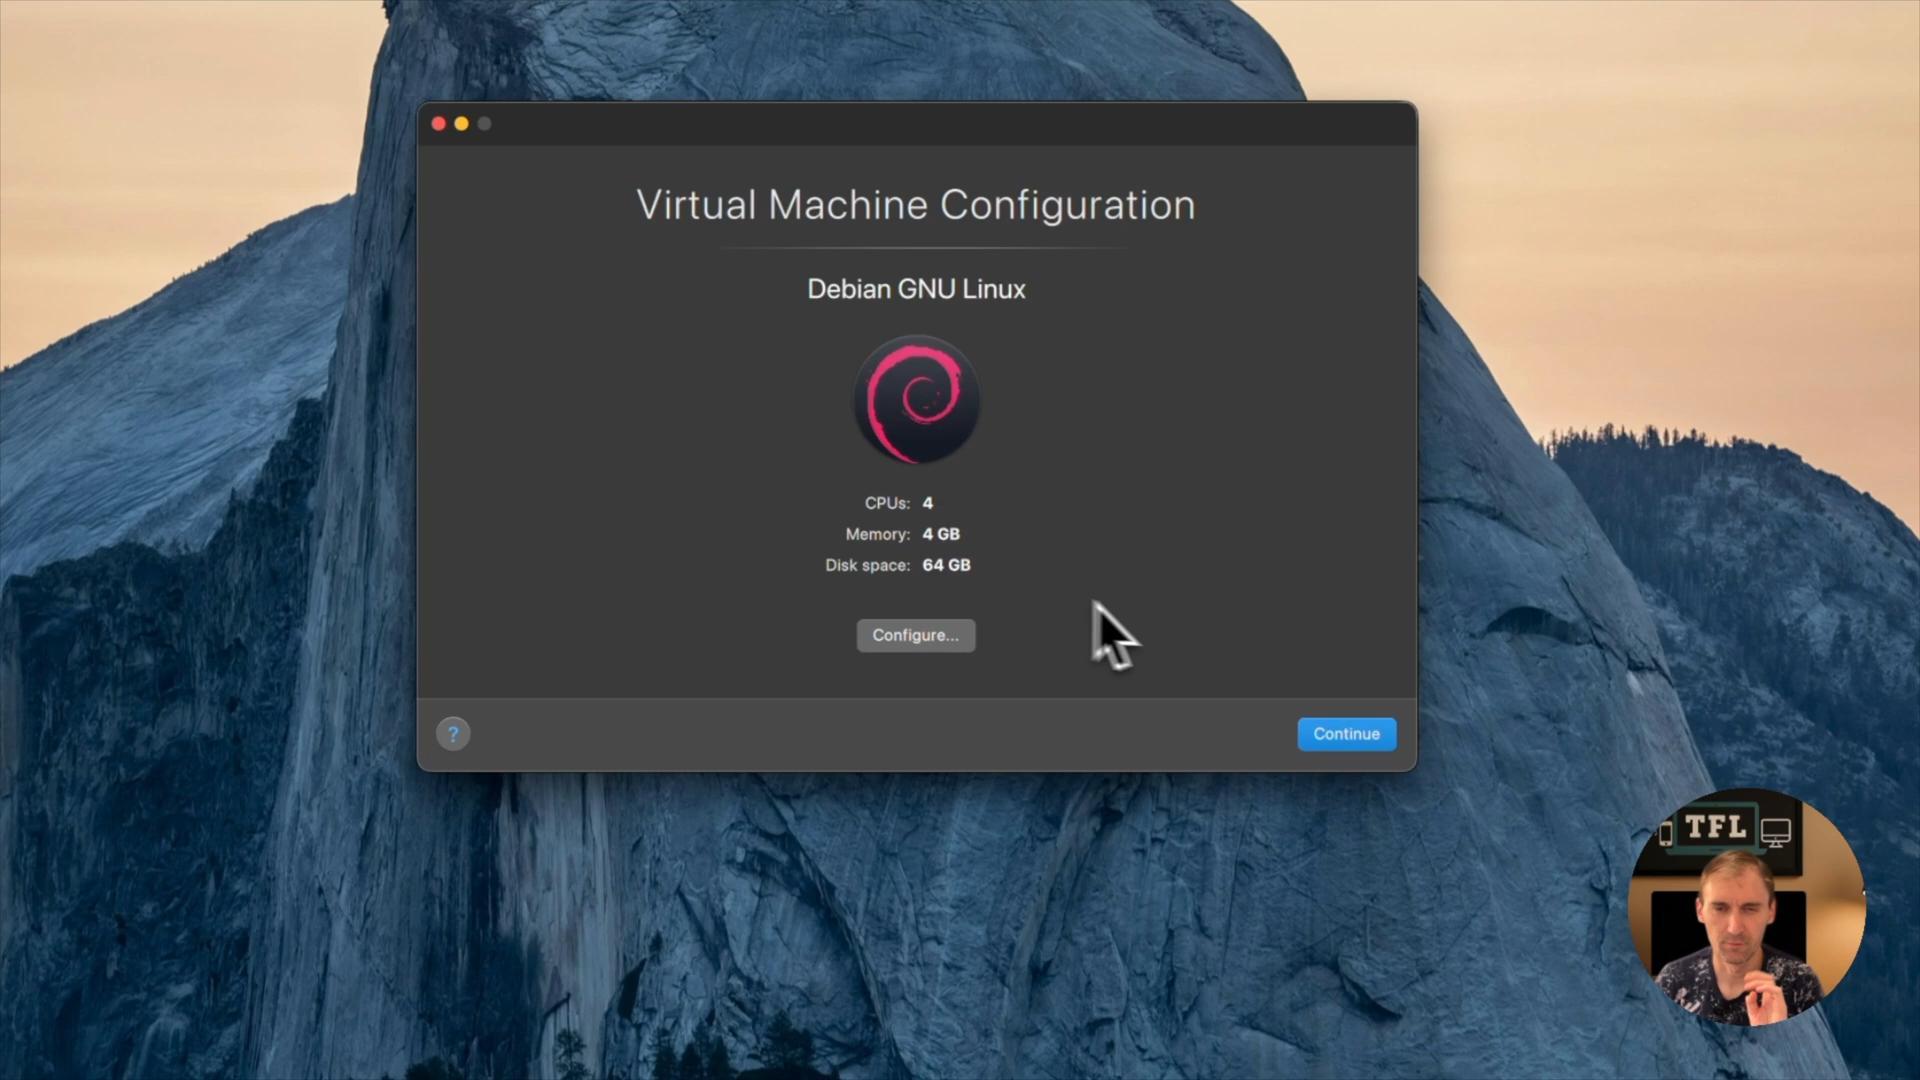 Virtual Machine Configuration
Debian GNU Linux
CPUs: 4
Memory: 4 GB
Disk space: 64 GB
Configure...
?
Continue
TFL